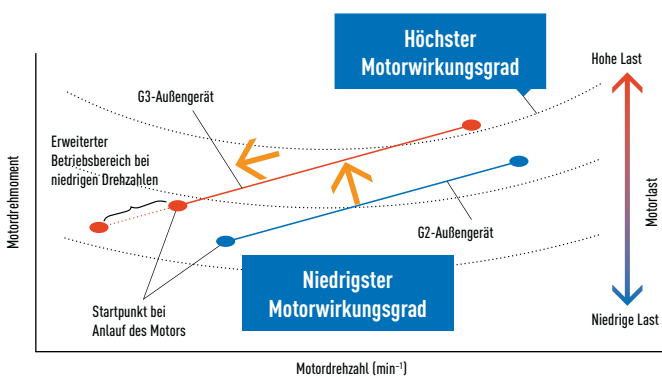 Höchster
Motorwirkungsgrad
Hohe Last
G3-Außengerät
Erweiterter
Betriebsbereich bei
niedrigen Drehzahlen
Motordrehmoment
Motorlast
G2-Außengerät
Niedrigster
Motorwirkungsgrad
Startpunkt bei
Anlauf des Motors
Niedrige Last
Motordrehzahl (min⁻¹)